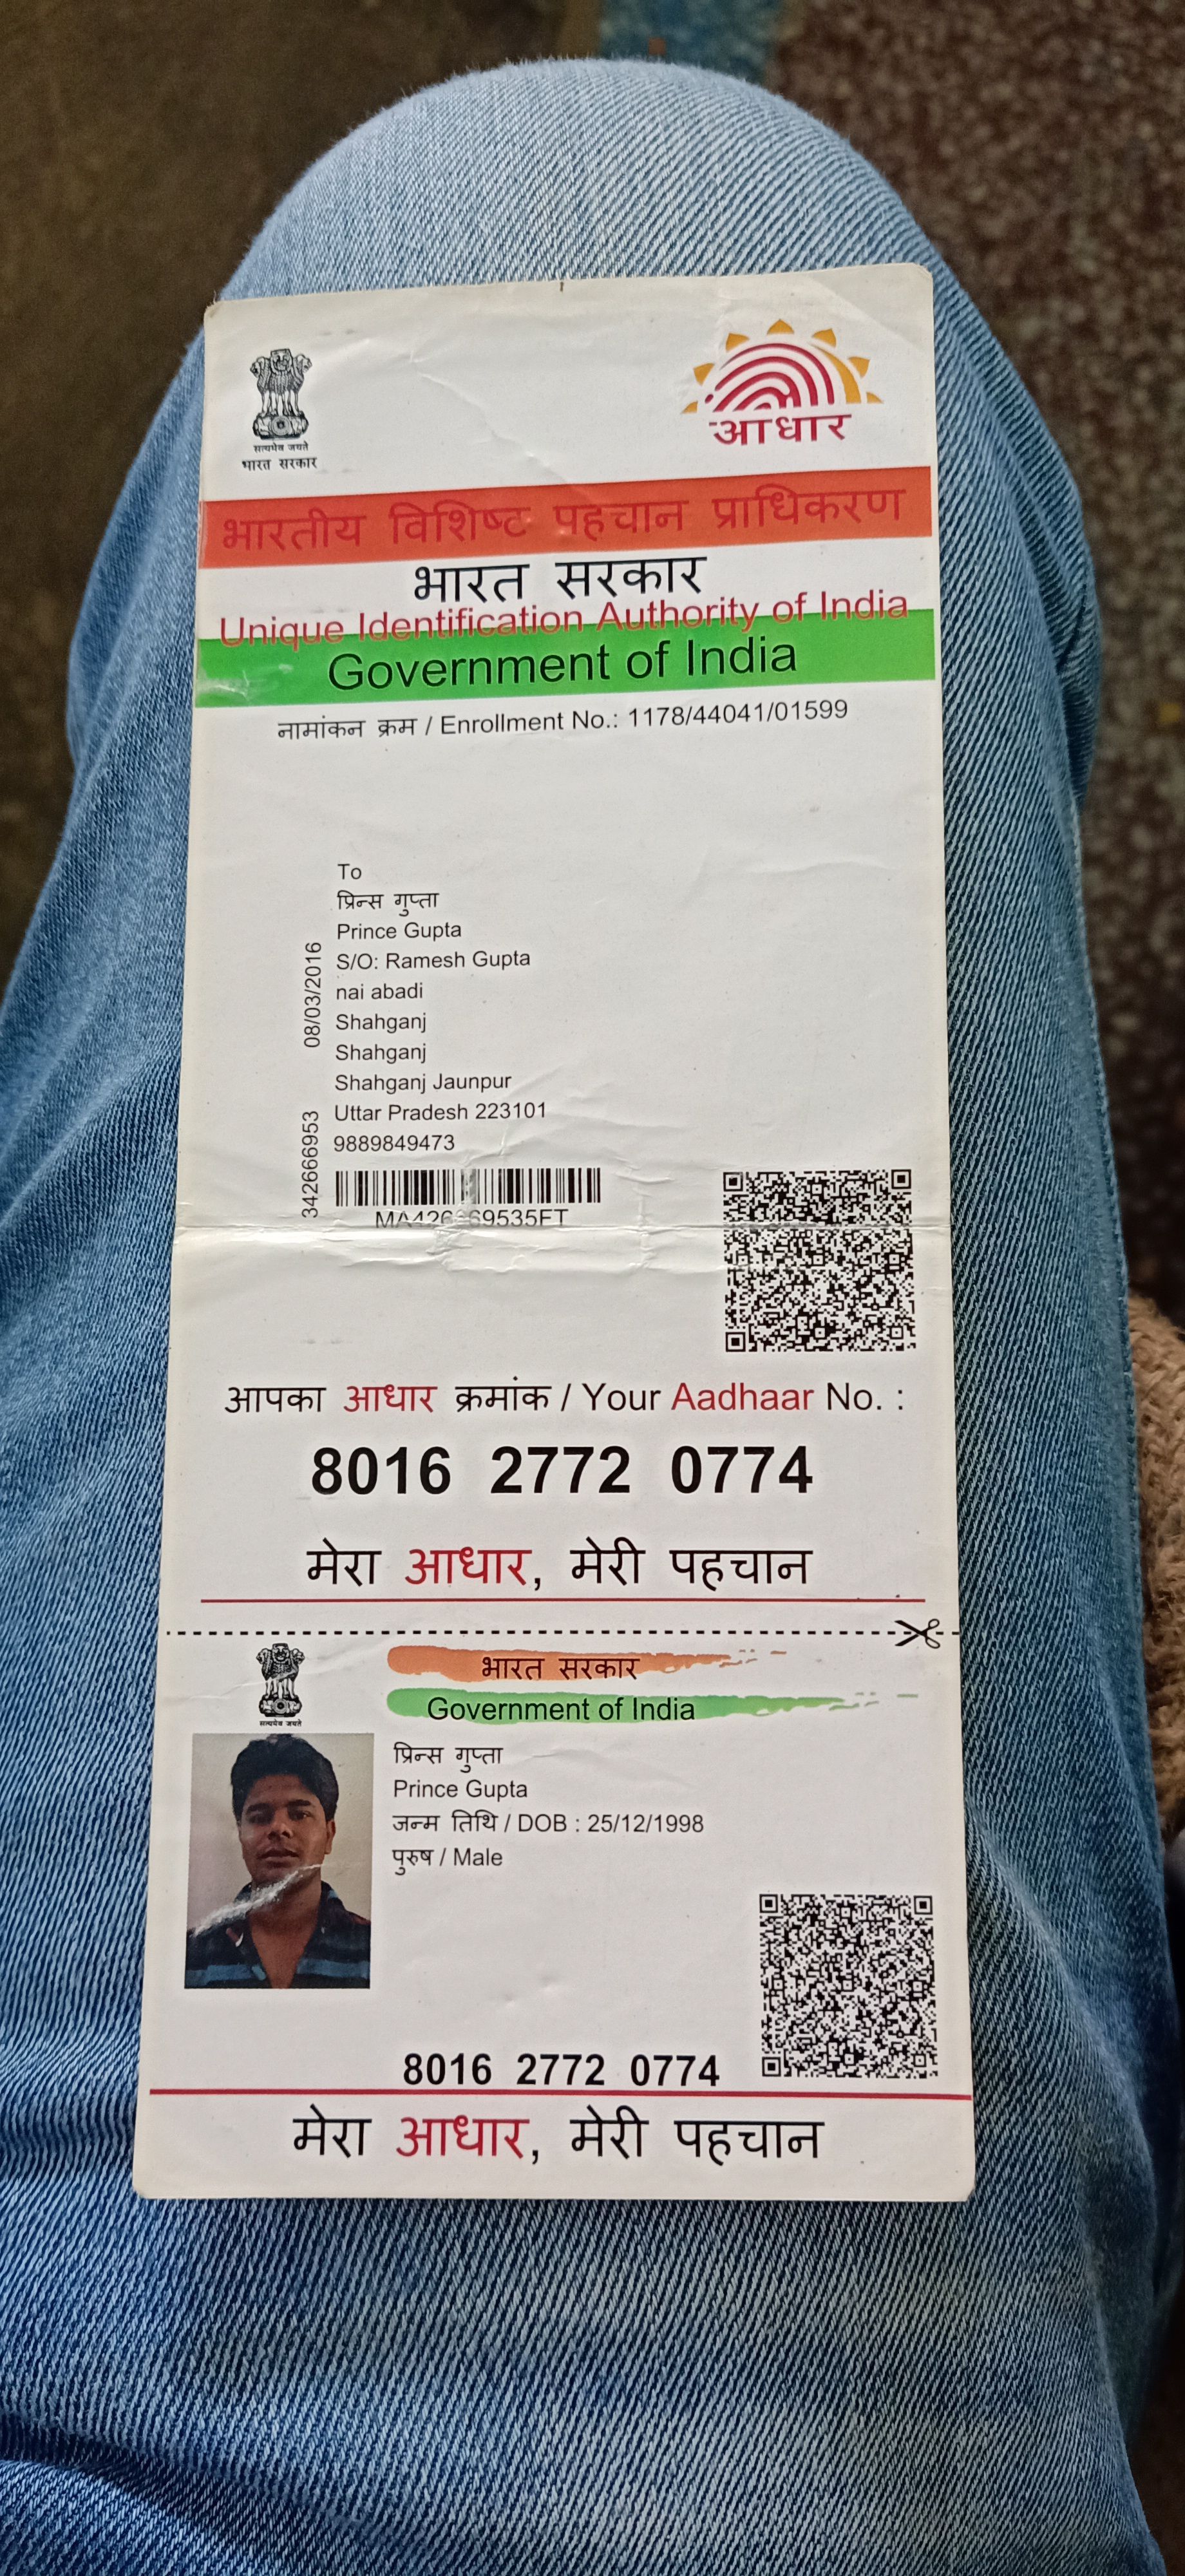 सत्यमेव जयते
भारत सरकार
आधार
भारतीय विशिष्ट पहचान प्राधिकरण
भारत सरकार
Unique Identification Authority of India
Government of India
नामांकन क्रम / Enrollment No.: 1178/44041/01599
To
प्रिन्स गुप्ता
Prince Gupta
S/O: Ramesh Gupta
nai abadi
Shahganj
Shahganj
Shahganj Jaunpur
Uttar Pradesh 223101
9889849473
08/03/2016
342666953
आपका आधार क्रमांक / Your Aadhaar No. :
8016 2772 0774
मेरा आधार, मेरी पहचान
सत्यमेव जयते
भारत सरकार
Government of India
प्रिन्स गुप्ता
Prince Gupta
जन्म तिथि / DOB : 25/12/1998
पुरुष / Male
8016 2772 0774
मेरा आधार, मेरी पहचान